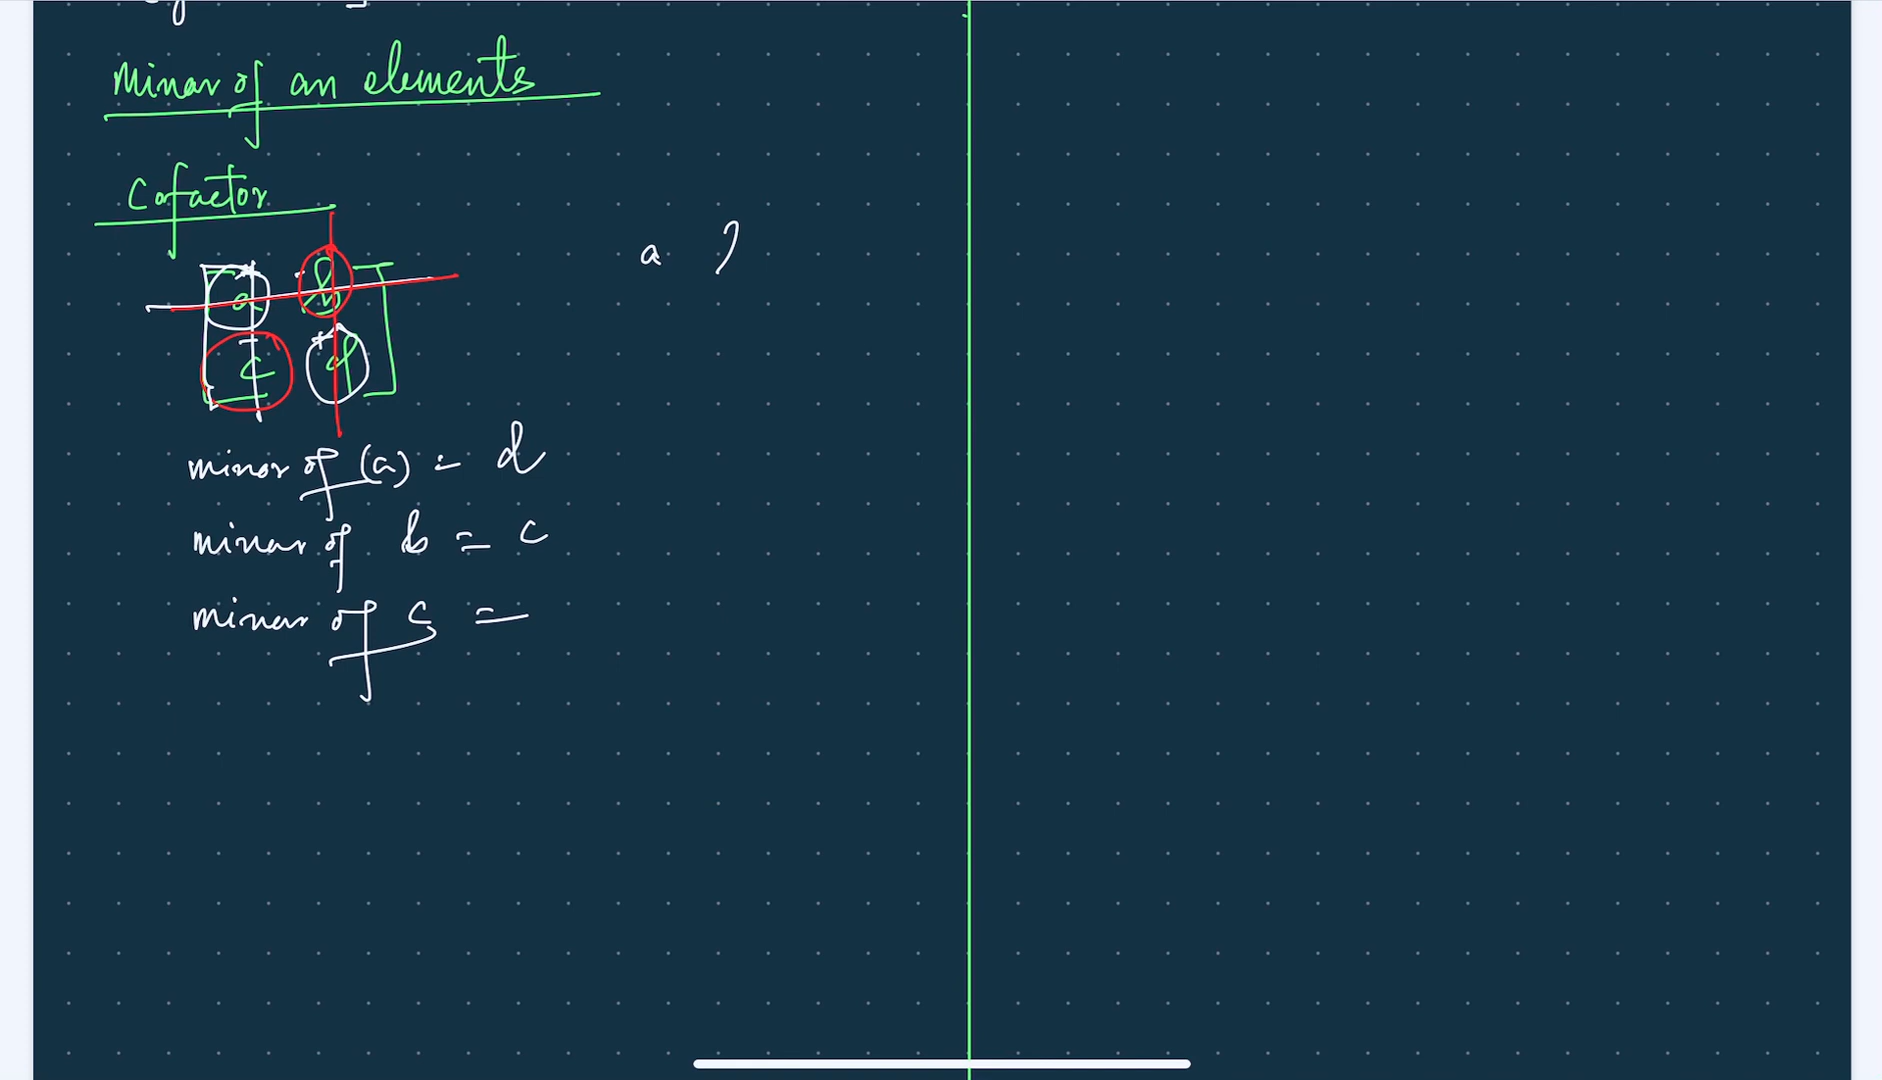 Minor of an elements
Cofactor
a b
c d
a )
minor of (a) = d
minor of b = c
minor of c =